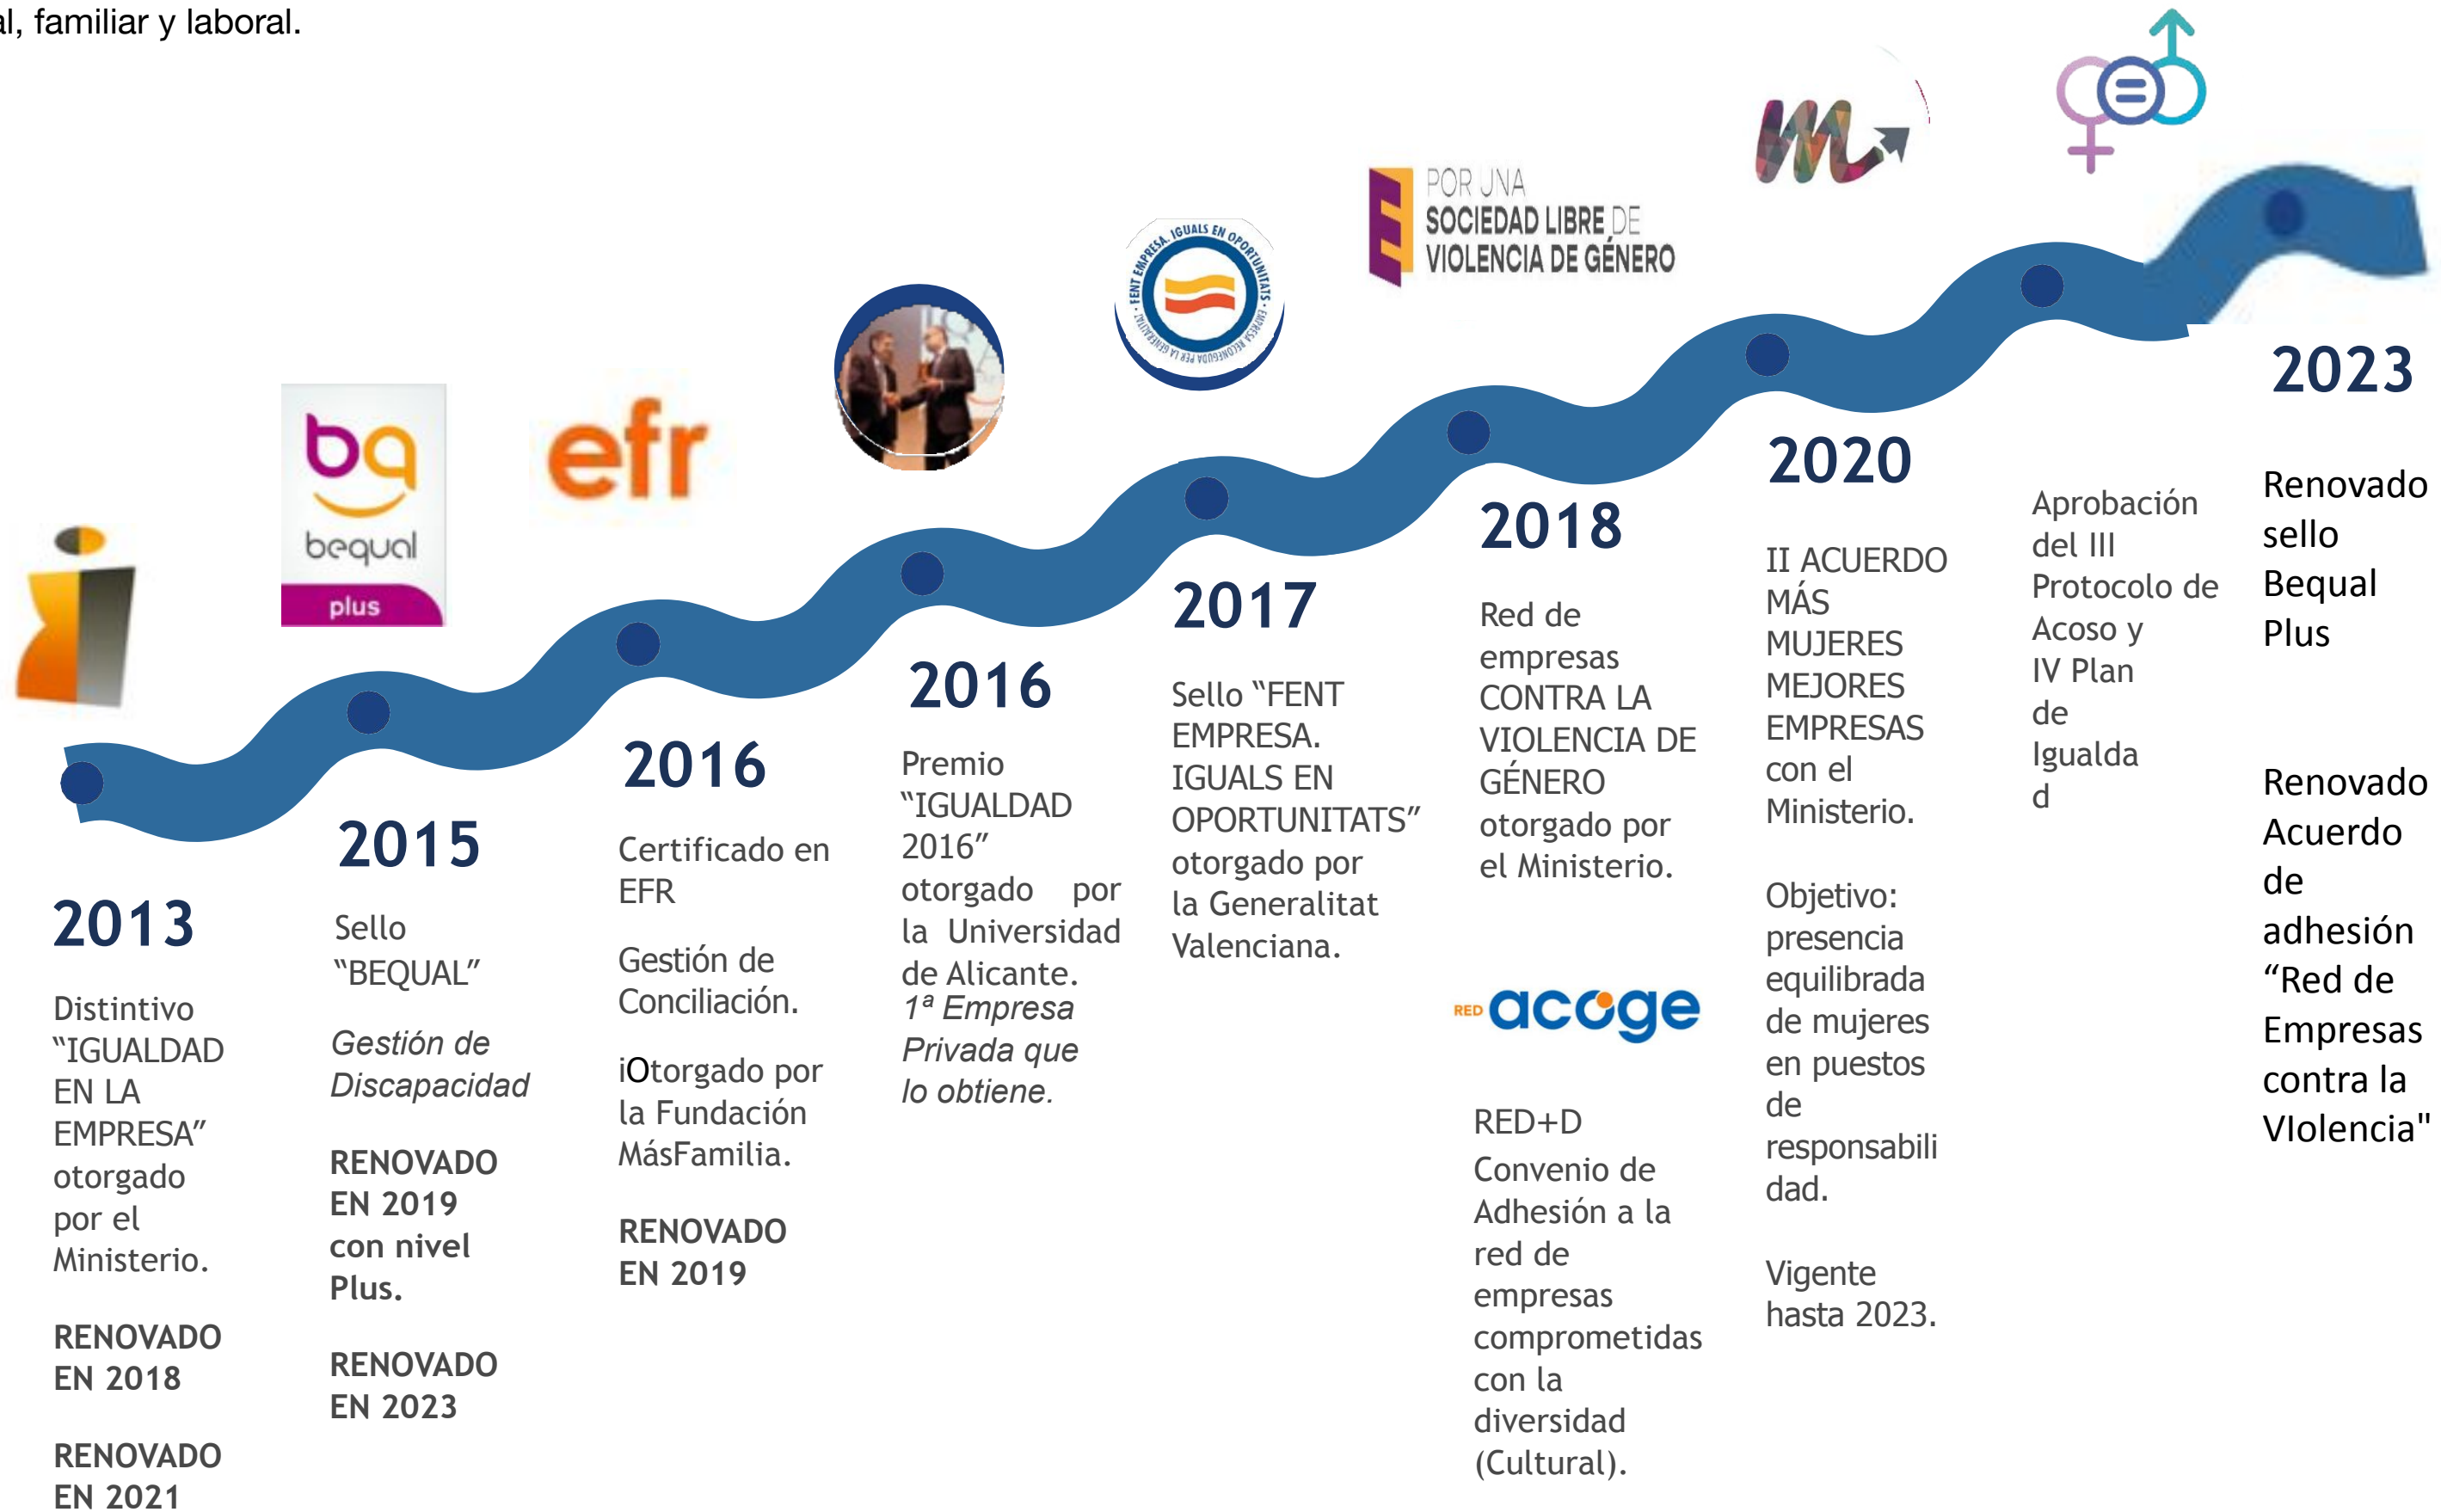 al, familiar y laboral.
bq
bequal
plus
efr
FENT EMPRESA. IGUALS EN OPORTUNITATS · EMPRESA RECONEGUDA PER LA GENERALITAT ·
POR UNA
SOCIEDAD LIBRE DE
VIOLENCIA DE GÉNERO
m
2013
Distintivo
“IGUALDAD
EN LA
EMPRESA”
otorgado
por el
Ministerio.
RENOVADO
EN 2018
RENOVADO
EN 2021
2015
Sello
“BEQUAL”
Gestión de
Discapacidad
RENOVADO
EN 2019
con nivel
Plus.
RENOVADO
EN 2023
2016
Certificado en
EFR
Gestión de
Conciliación.
iOtorgado por
la Fundación
MásFamilia.
RENOVADO
EN 2019
2016
Premio
“IGUALDAD
2016”
otorgado por
la Universidad
de Alicante.
1ª Empresa
Privada que
lo obtiene.
2017
Sello “FENT
EMPRESA.
IGUALS EN
OPORTUNITATS”
otorgado por
la Generalitat
Valenciana.
2018
Red de
empresas
CONTRA LA
VIOLENCIA DE
GÉNERO
otorgado por
el Ministerio.
RED acoge
RED+D
Convenio de
Adhesión a la
red de
empresas
comprometidas
con la
diversidad
(Cultural).
2020
II ACUERDO
MÁS
MUJERES
MEJORES
EMPRESAS
con el
Ministerio.
Objetivo:
presencia
equilibrada
de mujeres
en puestos
de
responsabili
dad.
Vigente
hasta 2023.
Aprobación
del III
Protocolo de
Acoso y
IV Plan
de
Igualda
d
2023
Renovado
sello
Bequal
Plus
Renovado
Acuerdo
de
adhesión
“Red de
Empresas
contra la
VIolencia"